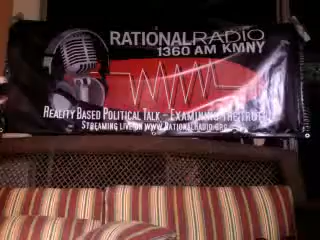 RATIONALRADIO
1360 AM KMNY
REALITY BASED POLITICAL TALK - EXAMINING THE TRUTH
STREAMING LIVE ON WWW.RATIONALRADIO.ORG